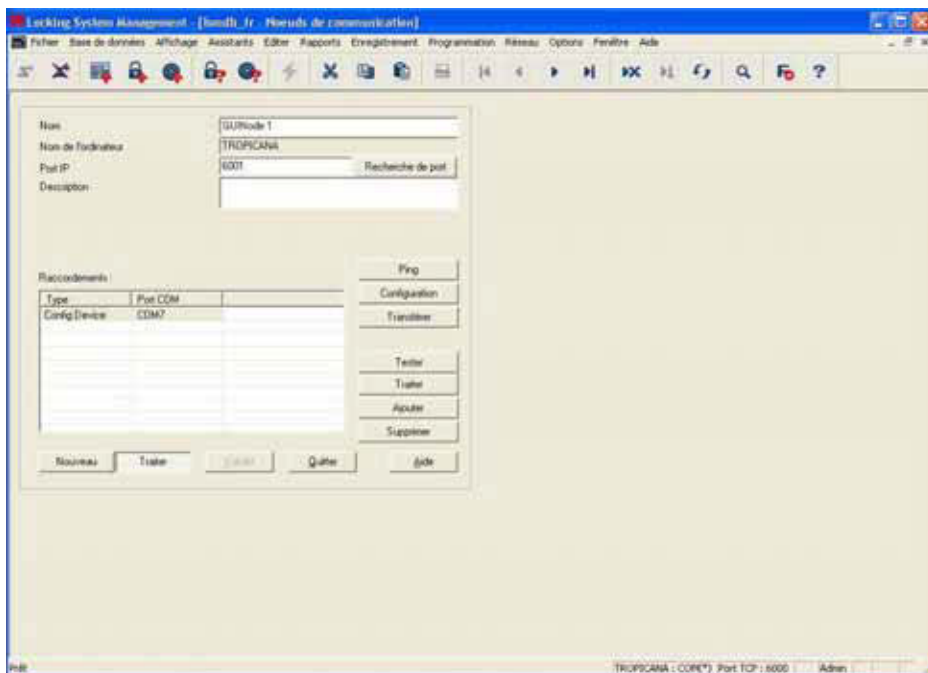 Locking System Management - [lsmdb_fr - Noeuds de communication]
Fichier Base de données Affichage Assistants Editer Rapports Enregistrement Programmation Réseau Options Fenêtre Aide
Nom GUINode 1
Nom de l'ordinateur TROPICANA
Port IP 6001 Recherche de port
Description
Ping
Raccordements :
Configuration
Type Port COM
Config Device COM7 Transférer
Tester
Traiter
Ajouter
Supprimer
Nouveau Traiter Quitter Aide
Prêt TROPICANA : COM(*) Port TCP : 6000 Admin